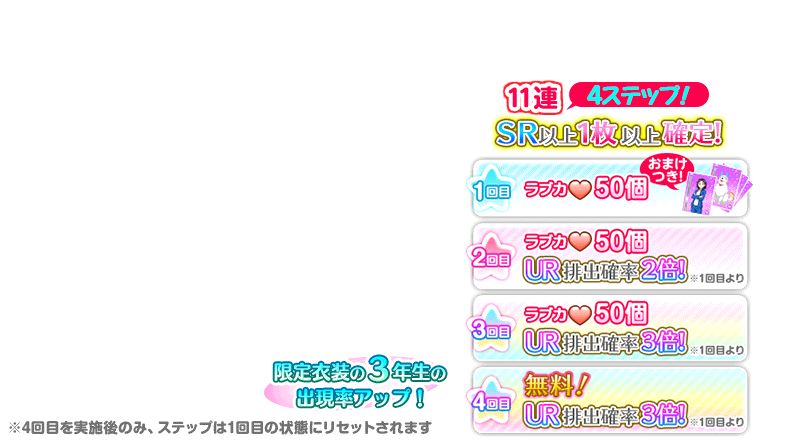 11連
4ステップ!
SR以上1枚以上確定!
1回目
ラブカ♥50個
おまけ
つき!
2回目
ラブカ♥50個
UR排出確率2倍!
※1回目より
3回目
ラブカ♥50個
UR排出確率3倍!
※1回目より
4回目
無料!
UR排出確率3倍!
※1回目より
限定衣装の3年生の
出現率アップ!
※4回目を実施後のみ、ステップは1回目の状態にリセットされます